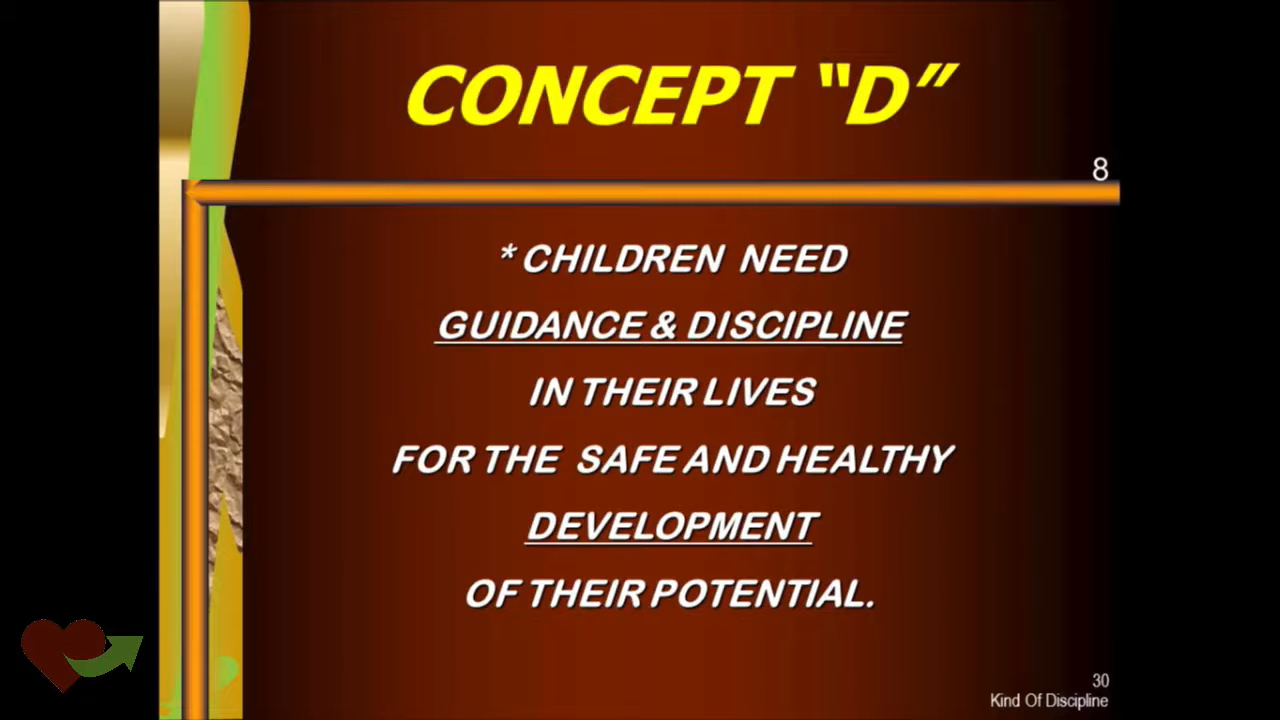 CONCEPT “D”
8
* CHILDREN NEED
GUIDANCE & DISCIPLINE
IN THEIR LIVES
FOR THE SAFE AND HEALTHY
DEVELOPMENT
OF THEIR POTENTIAL.
30
Kind Of Discipline